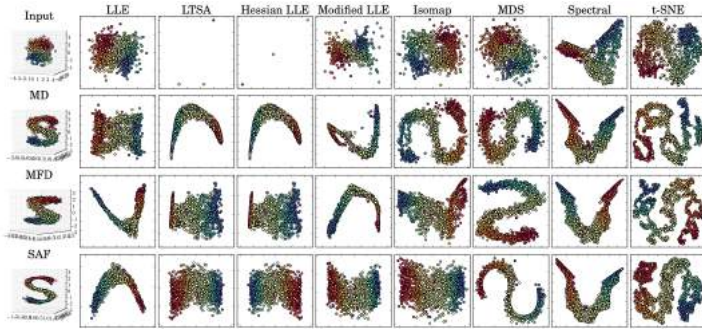 Input LLE LTSA Hessian LLE Modified LLE Isomap MDS Spectral t-SNE
MD
MFD
SAF